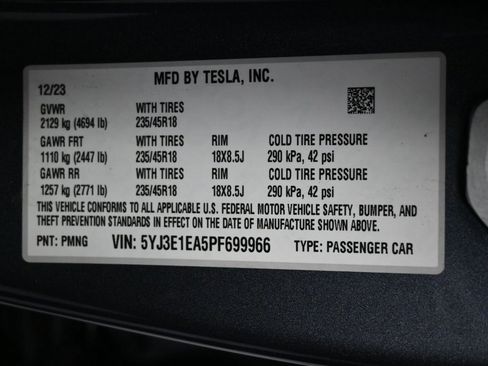 MFD BY TESLA, INC.
12/23
GVWR WITH TIRES
2129 kg (4694 lb) 235/45R18
GAWR FRT WITH TIRES RIM COLD TIRE PRESSURE
1110 kg (2447 lb) 235/45R18 18X8.5J 290 kPa, 42 psi
GAWR RR WITH TIRES RIM COLD TIRE PRESSURE
1257 kg (2771 lb) 235/45R18 18X8.5J 290 kPa, 42 psi
THIS VEHICLE CONFORMS TO ALL APPLICABLE U.S. FEDERAL MOTOR VEHICLE SAFETY, BUMPER, AND
THEFT PREVENTION STANDARDS IN EFFECT ON THE DATE OF MANUFACTURE SHOWN ABOVE.
PNT: PMNG VIN: 5YJ3E1EA5PF699966 TYPE: PASSENGER CAR